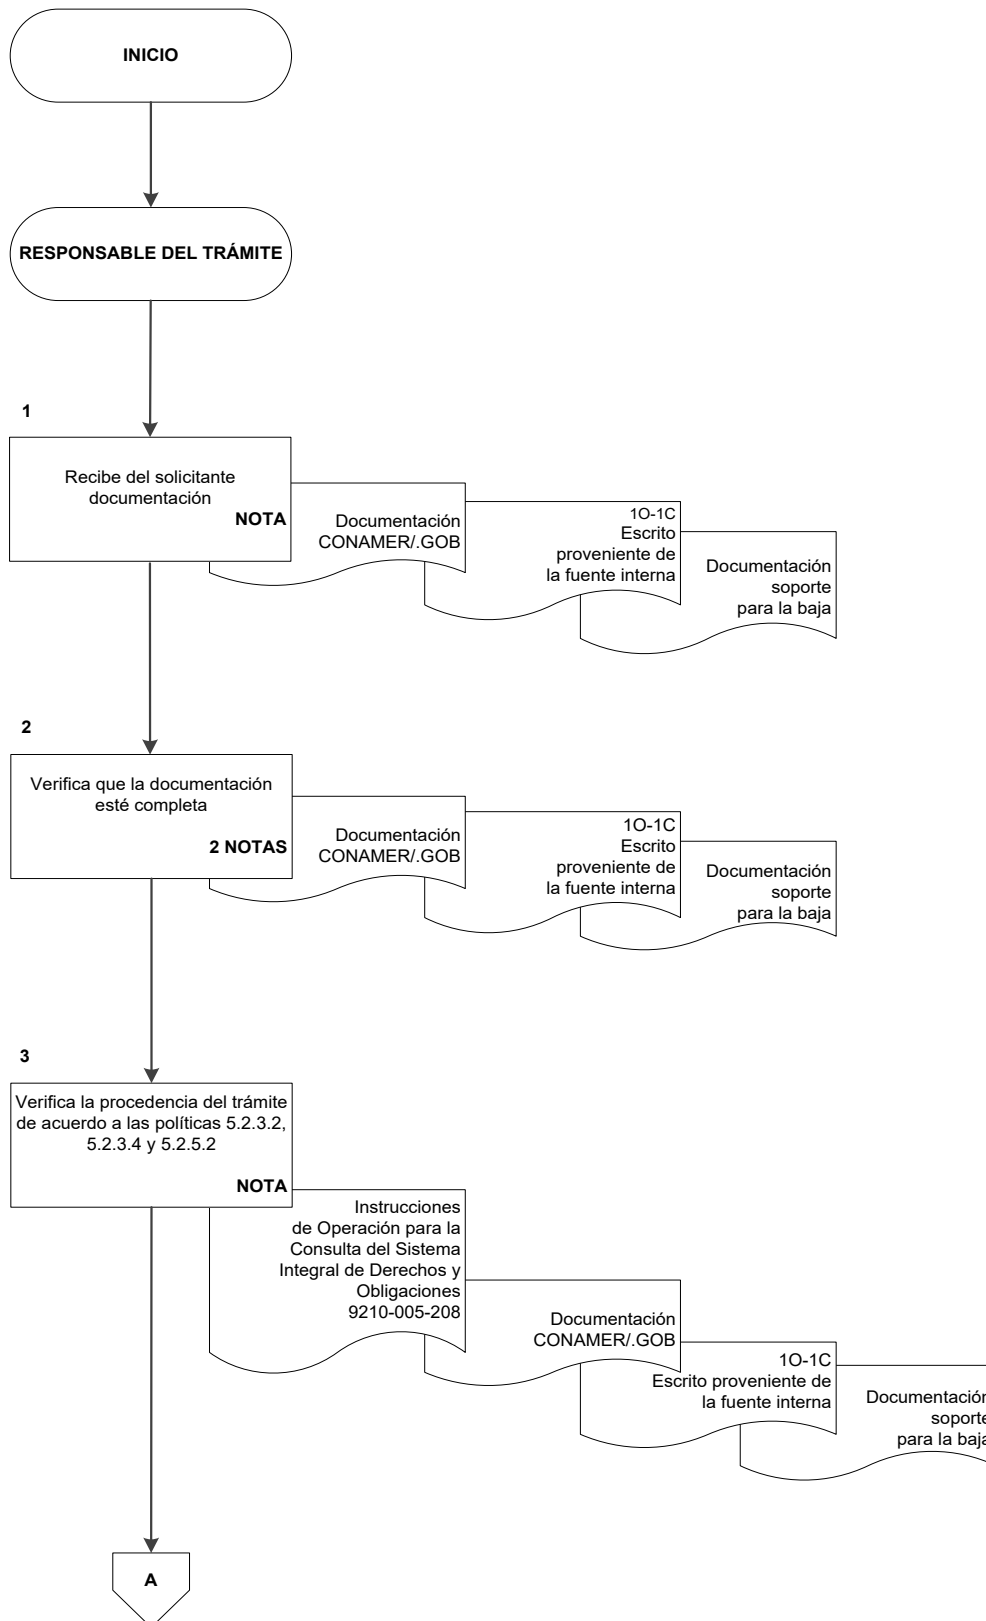 INICIO
RESPONSABLE DEL TRÁMITE
1
Recibe del solicitante
documentación
NOTA
Documentación
CONAMER/.GOB
1O-1C
Escrito
proveniente de
la fuente interna
Documentación
soporte
para la baja
2
Verifica que la documentación
esté completa
2 NOTAS
Documentación
CONAMER/.GOB
1O-1C
Escrito
proveniente de
la fuente interna
Documentación
soporte
para la baja
3
Verifica la procedencia del trámite
de acuerdo a las políticas 5.2.3.2,
5.2.3.4 y 5.2.5.2
NOTA
Instrucciones
de Operación para la
Consulta del Sistema
Integral de Derechos y
Obligaciones
9210-005-208
Documentación
CONAMER/.GOB
1O-1C
Escrito proveniente de
la fuente interna
Documentación
soporte
para la baja
A